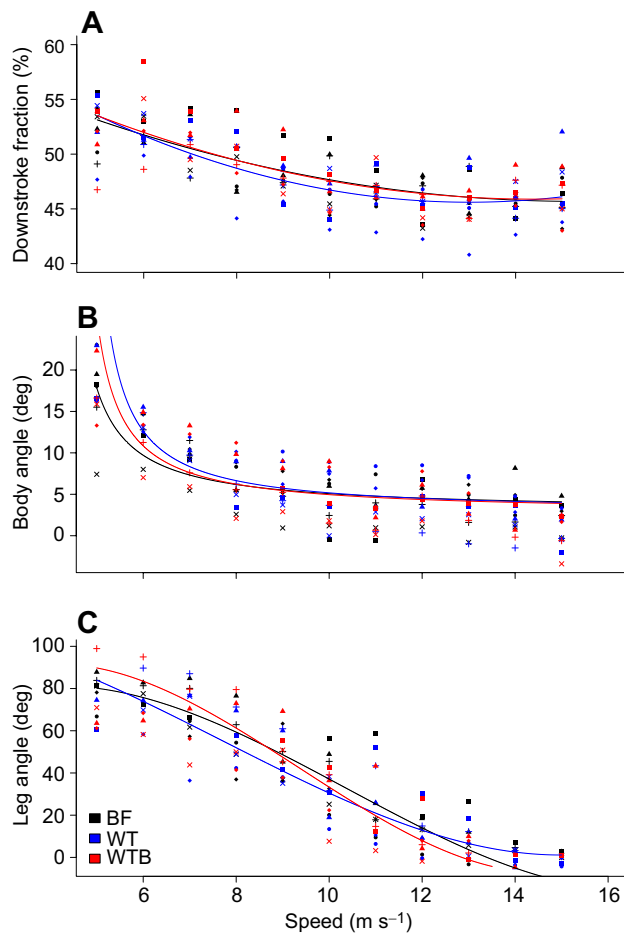 A
Downstroke fraction (%)
60
55
50
45
40
B
Body angle (deg)
20
15
10
5
0
C
Leg angle (deg)
100
80
60
40
20
0
BF
WT
WTB
6 8 10 12 14 16
Speed (m s⁻¹)